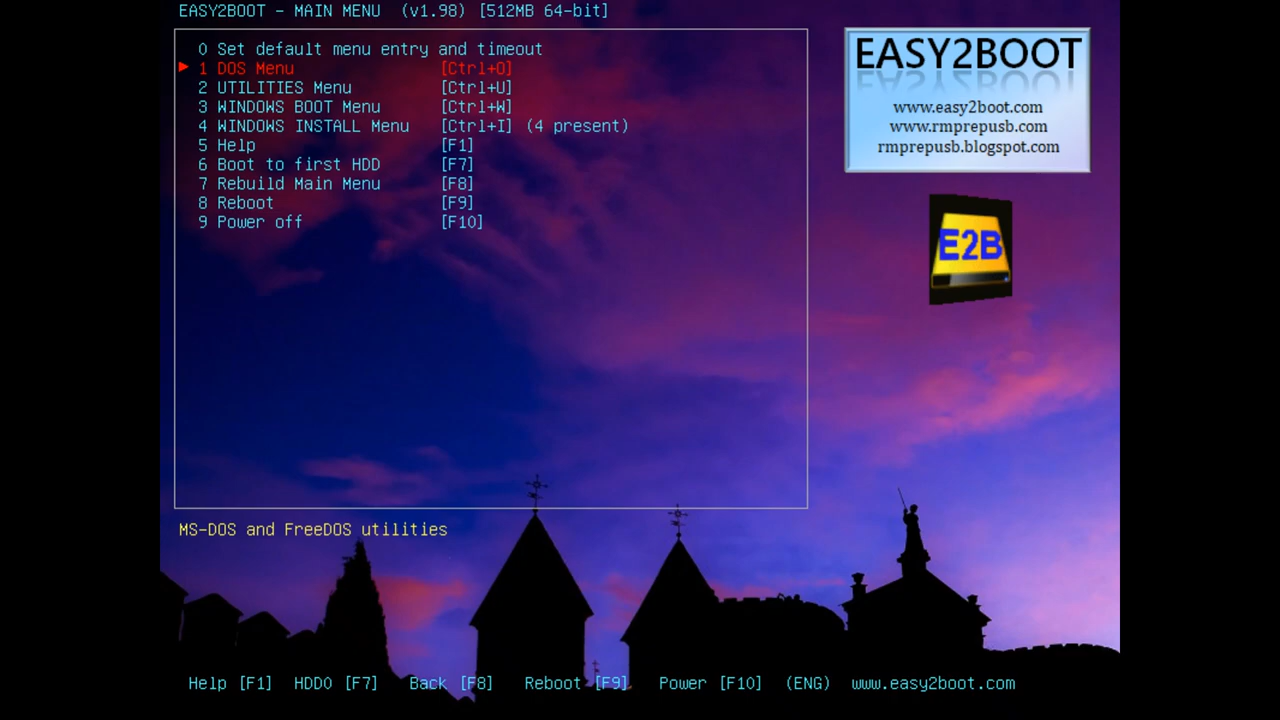 EASY2BOOT - MAIN MENU (v1.98) [512MB 64-bit]
0 Set default menu entry and timeout
1 DOS Menu [Ctrl+O]
2 UTILITIES Menu [Ctrl+U]
3 WINDOWS BOOT Menu [Ctrl+W]
4 WINDOWS INSTALL Menu [Ctrl+I] (4 present)
5 Help [F1]
6 Boot to first HDD [F7]
7 Rebuild Main Menu [F8]
8 Reboot [F9]
9 Power off [F10]
EASY2BOOT
www.easy2boot.com
www.rmprepusb.com
rmprepusb.blogspot.com
E2B
MS-DOS and FreeDOS utilities
Help [F1] HDD0 [F7] Back [F8] Reboot [F9] Power [F10] (ENG) www.easy2boot.com